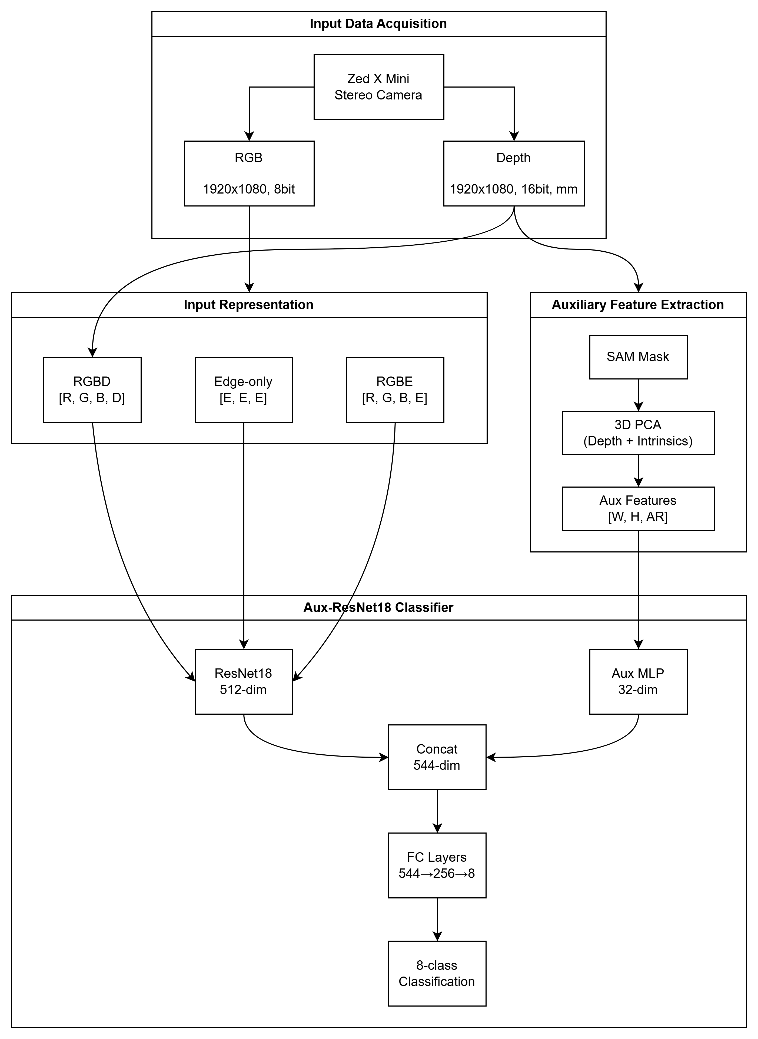 Input Data Acquisition
Zed X Mini
Stereo Camera
RGB
1920x1080, 8bit
Depth
1920x1080, 16bit, mm
Input Representation
RGBD
[R, G, B, D]
Edge-only
[E, E, E]
RGBE
[R, G, B, E]
Auxiliary Feature Extraction
SAM Mask
3D PCA
(Depth + Intrinsics)
Aux Features
[W, H, AR]
Aux-ResNet18 Classifier
ResNet18
512-dim
Aux MLP
32-dim
Concat
544-dim
FC Layers
544→256→8
8-class
Classification